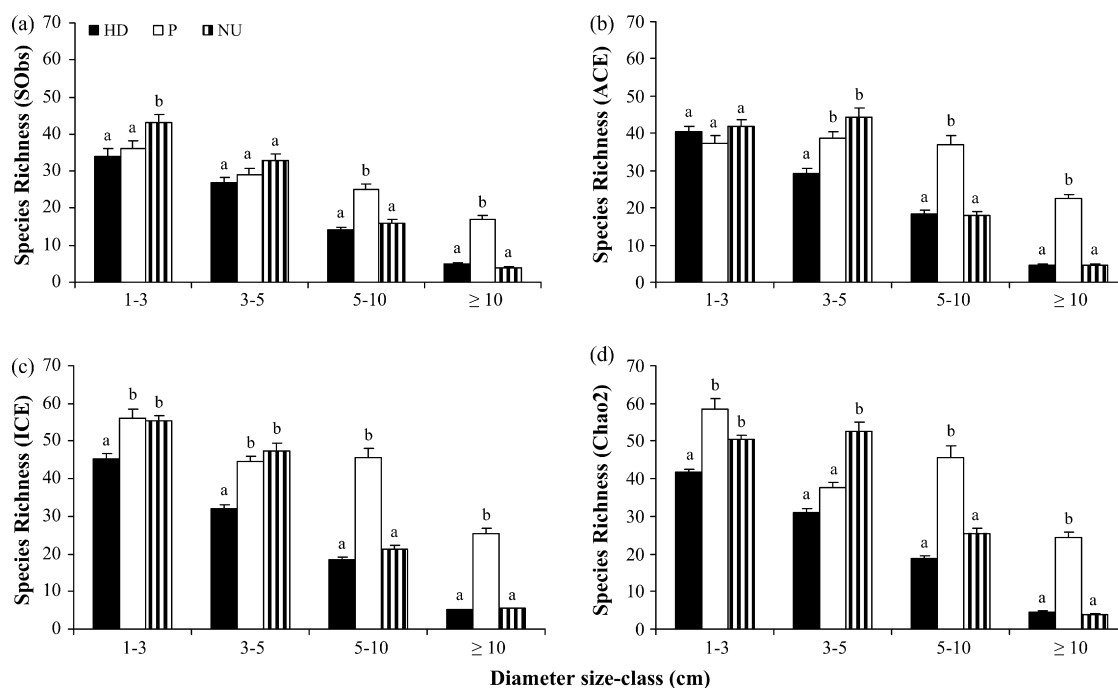 (a)
Species Richness (SObs)
70
60
50
40
30
20
10
0
HD P NU
a a b
a a a
a b a
a b a
1-3 3-5 5-10 ≥ 10
(b)
Species Richness (ACE)
70
60
50
40
30
20
10
0
a a a
a b b
a b a
a b a
1-3 3-5 5-10 ≥ 10
(c)
Species Richness (ICE)
70
60
50
40
30
20
10
0
a b b
a b b
a b a
a b a
1-3 3-5 5-10 ≥ 10
(d)
Species Richness (Chao2)
70
60
50
40
30
20
10
0
a b b
a a b
a b a
a b a
1-3 3-5 5-10 ≥ 10
Diameter size-class (cm)